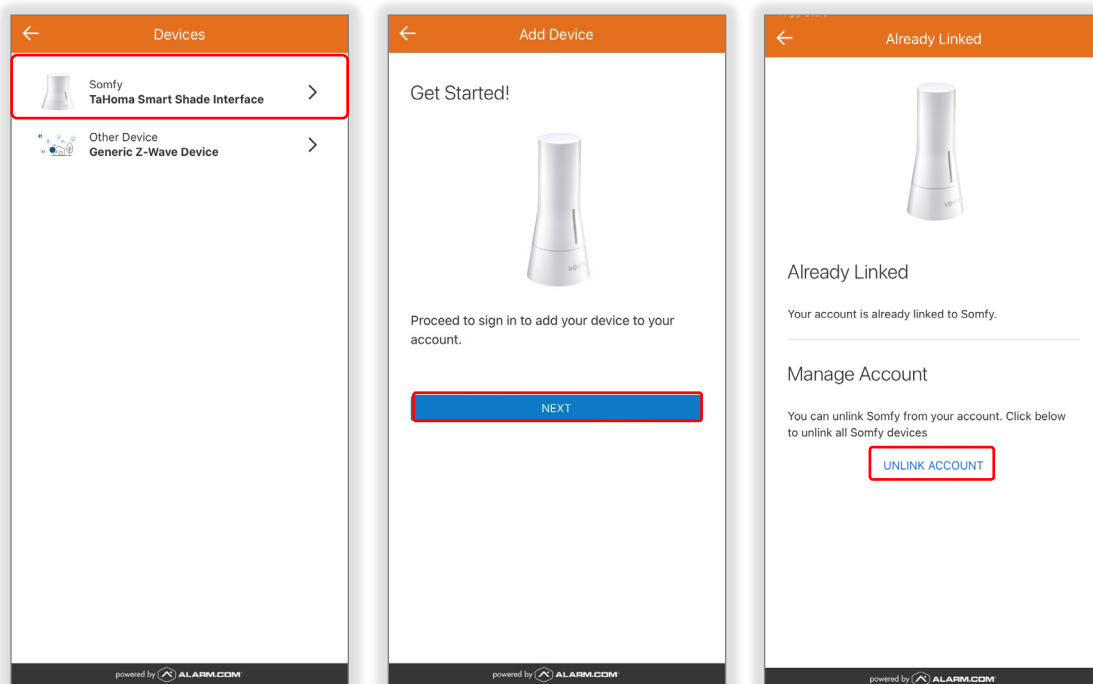 Devices
Somfy
TaHoma Smart Shade Interface
Other Device
Generic Z-Wave Device
powered by ALARM.COM
Add Device
Get Started!
Proceed to sign in to add your device to your
account.
NEXT
powered by ALARM.COM
Already Linked
Already Linked
Your account is already linked to Somfy.
Manage Account
You can unlink Somfy from your account. Click below
to unlink all Somfy devices
UNLINK ACCOUNT
powered by ALARM.COM